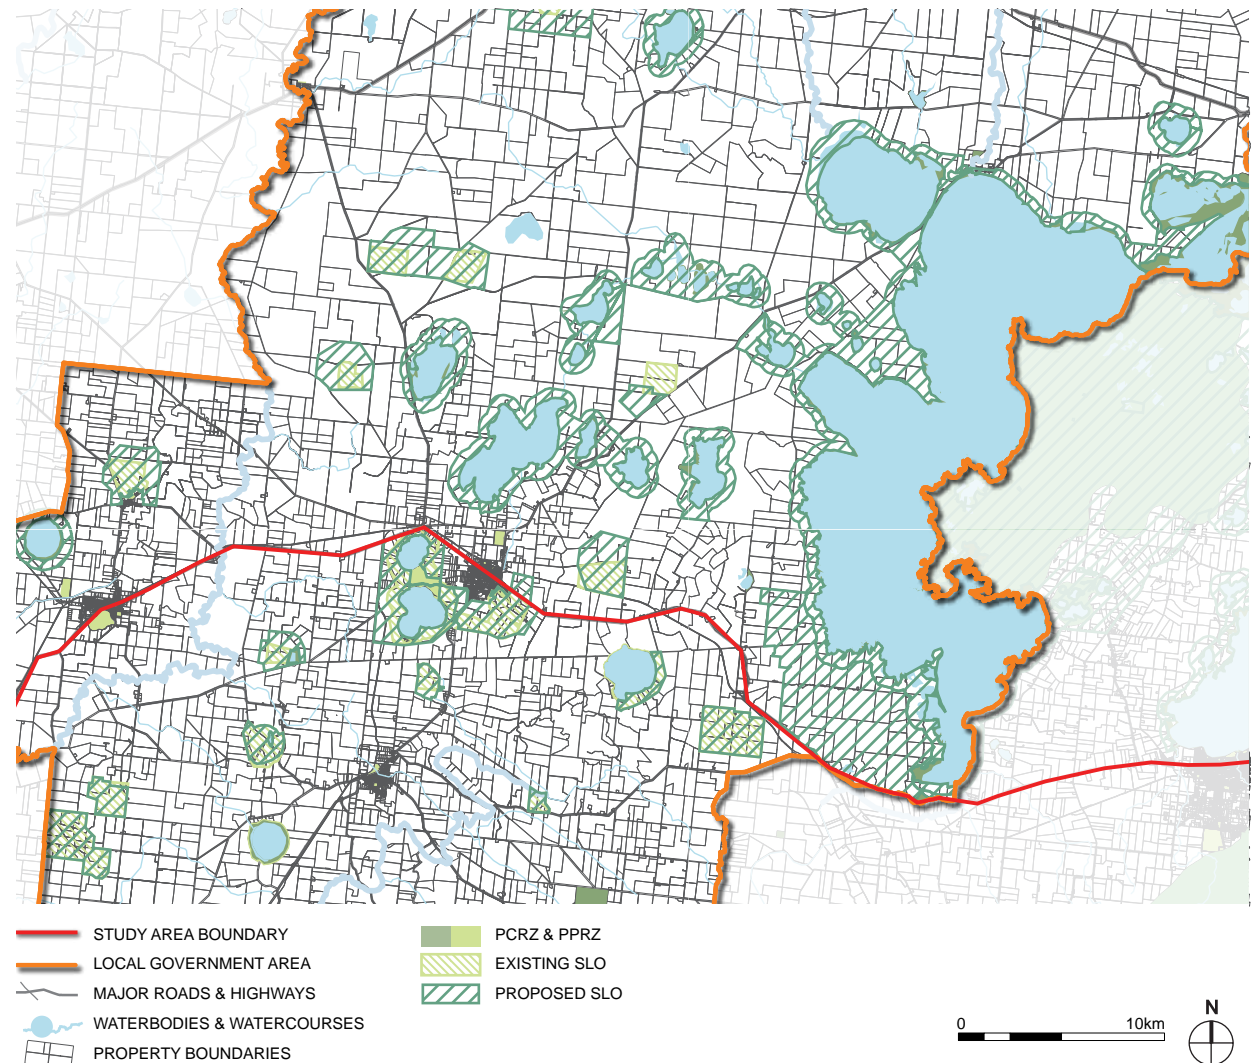 STUDY AREA BOUNDARY
LOCAL GOVERNMENT AREA
MAJOR ROADS & HIGHWAYS
WATERBODIES & WATERCOURSES
PROPERTY BOUNDARIES
PCRZ & PPRZ
EXISTING SLO
PROPOSED SLO
0 10km
N